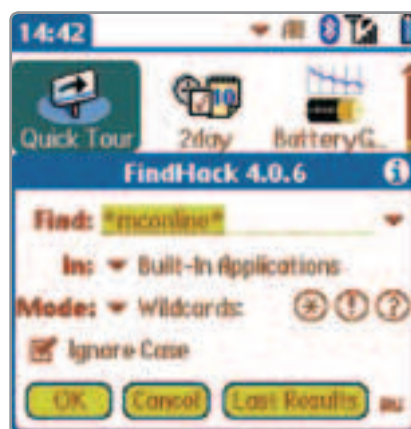 14:42
Quick Tour 2day BatteryG...
FindHack 4.0.6
Find: *mconline*
In: Built-In Applications
Mode: Wildcards: * ! ?
Ignore Case
OK Cancel Last Results